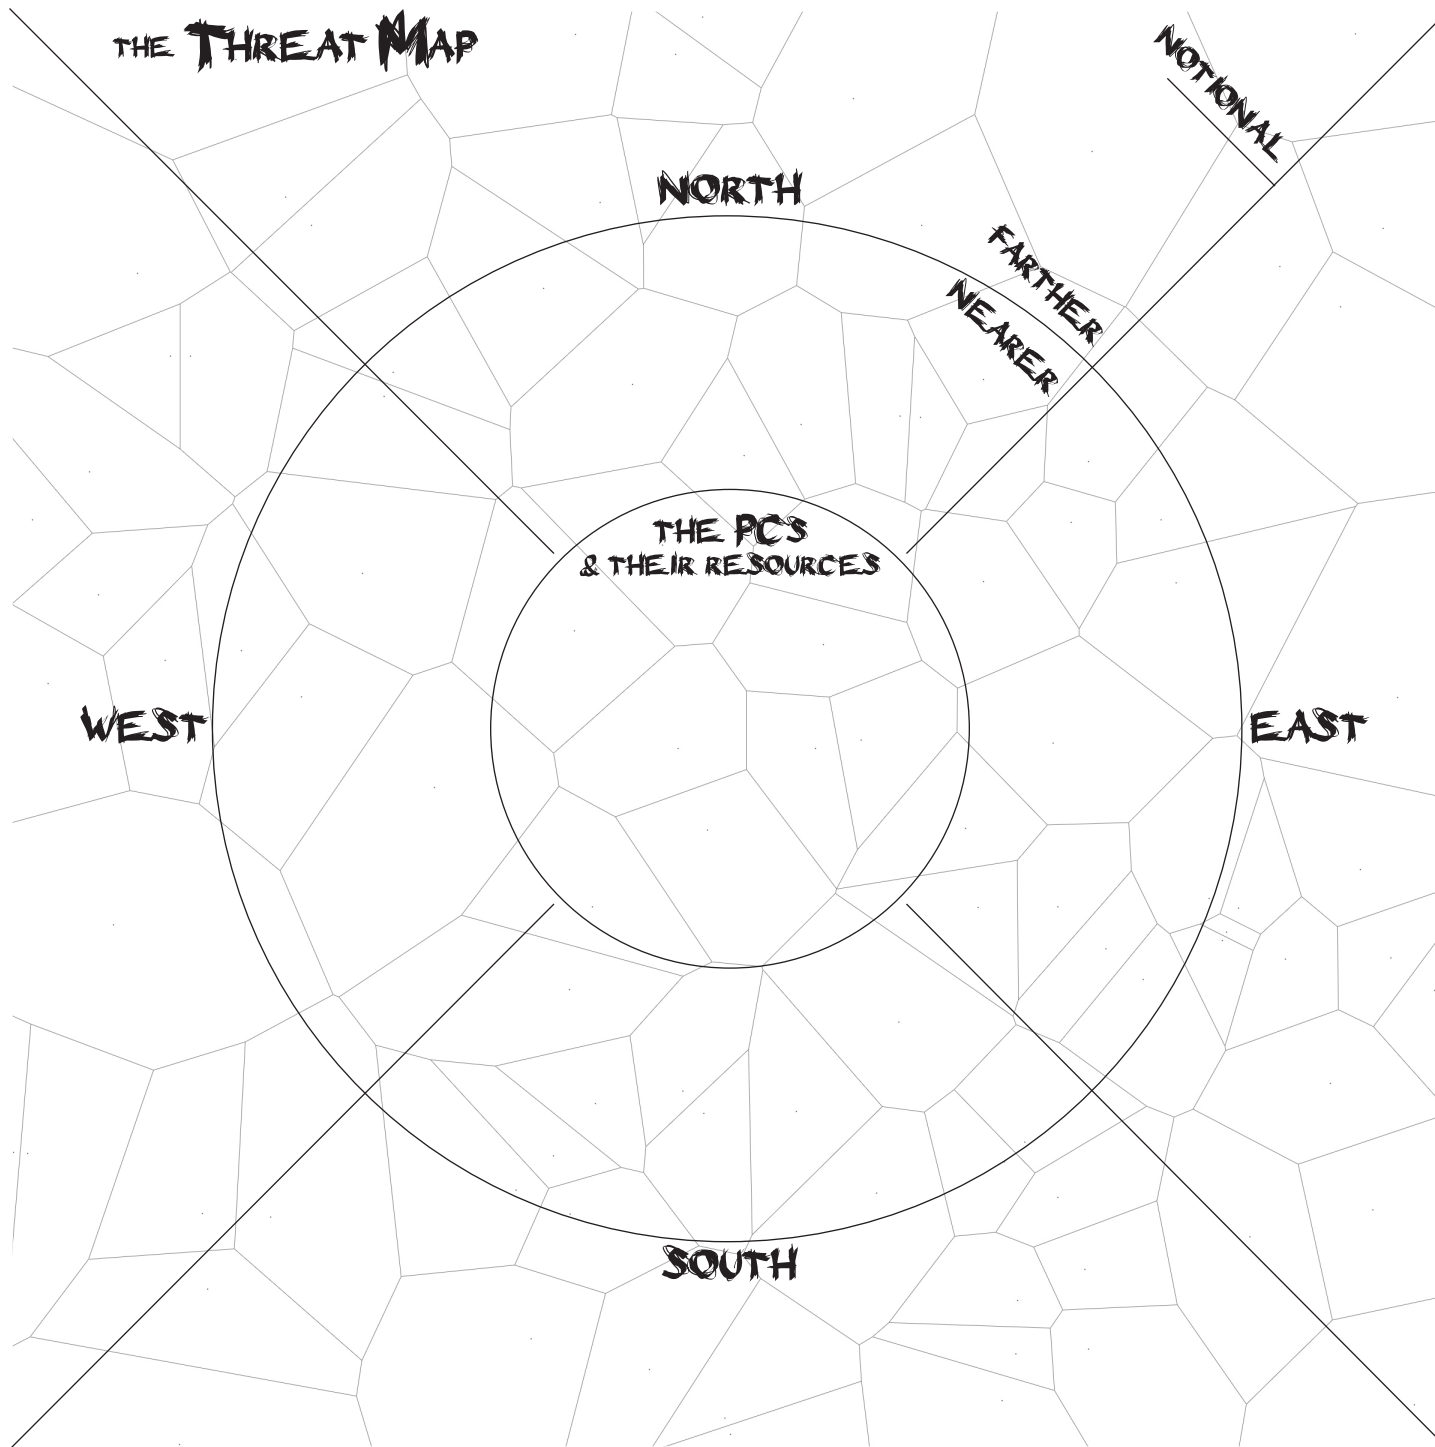 THE THREAT MAP
NOTIONAL
NORTH
FARTHER
NEARER
THE PCS
& THEIR RESOURCES
WEST
EAST
SOUTH